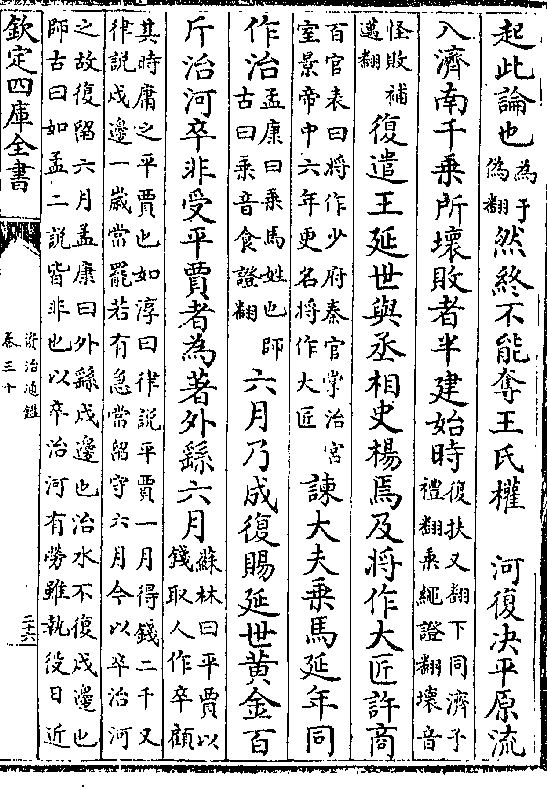 起此論也為于偽翻然終不能奪王氏權　河復決平原流
入濟南千乗所壞敗者半建始時復扶又翻下同濟子禮翻乗繩證翻壞音
怪敗補邁翻復遣王延世與丞相史楊焉及將作大匠許商
百官表曰將作少府秦官掌治宮室景帝中六年更名將作大匠諫大夫乗馬延年同
作治孟康曰乗馬姓也師古曰乗音食證翻六月乃成復賜延世黄金百
斤治河卒非受平賈者為著外繇六月蘇林曰平賈以錢取人作卒顧
其時庸之平賈也如淳曰律說平賈一月得錢二千又
律說戍邊一歲當罷若有急當留守六月今以卒治河
之故復留六月孟康曰外繇戍邊也治水不復戍邊也
師古曰如孟二說皆非也以卒治河有勞雖執役日近
欽定四庫全書
資治通鑑
卷三十
二十六